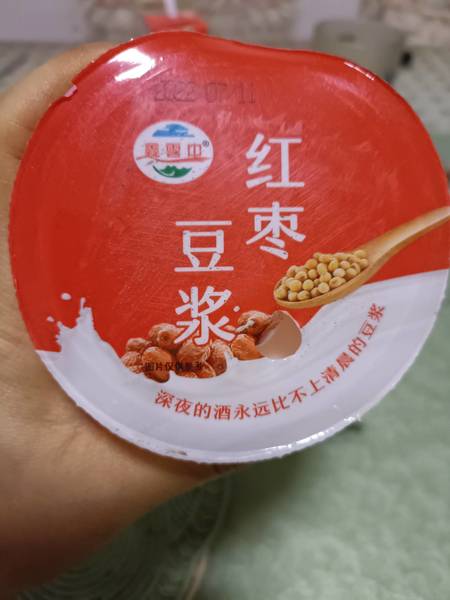 2022 07 11
红枣
豆浆
图片仅供参考
深夜的酒永远比不上清晨的豆浆